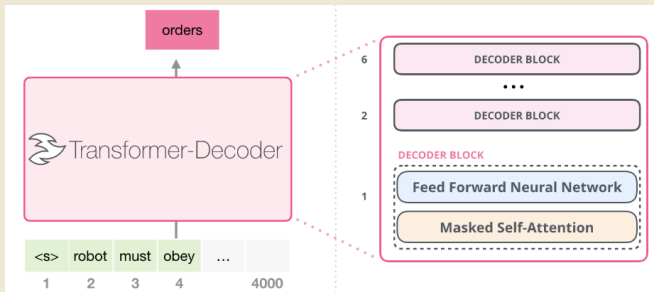 orders
Transformer-Decoder
<s> robot must obey ...
1 2 3 4 4000
6 DECODER BLOCK
...
2 DECODER BLOCK
DECODER BLOCK
1
Feed Forward Neural Network
Masked Self-Attention